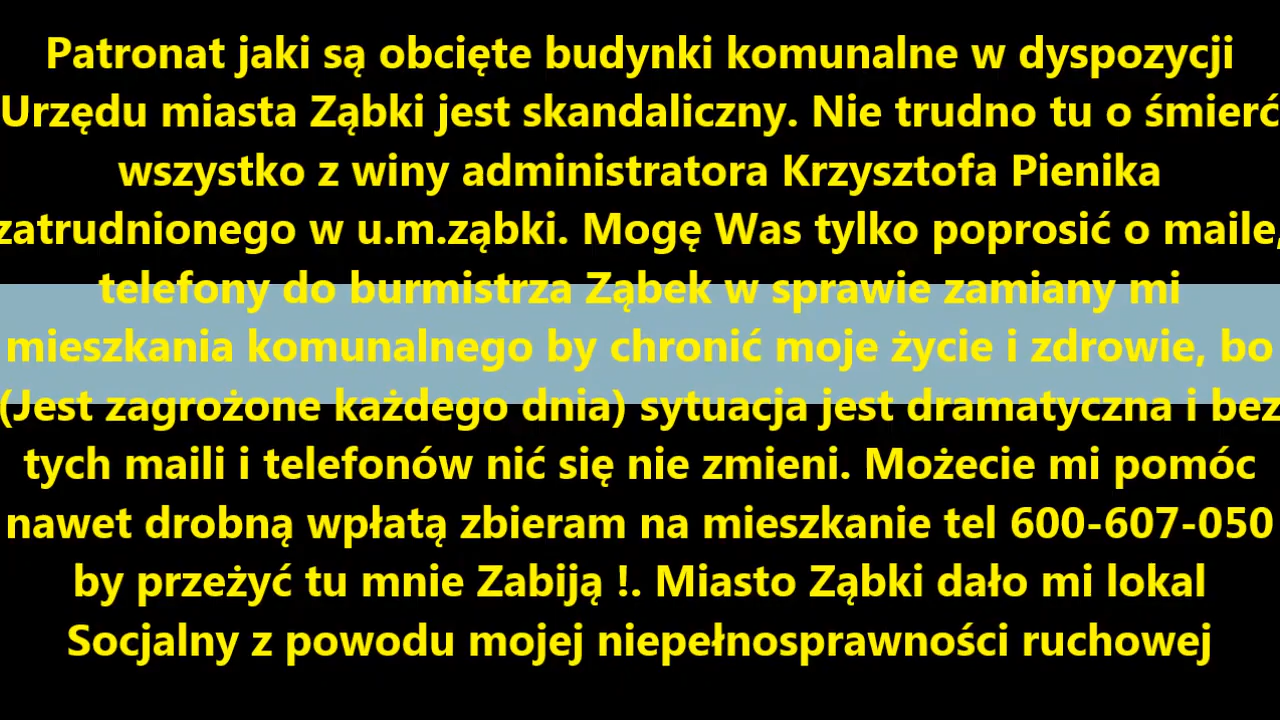 Patronat jaki są obcięte budynki komunalne w dyspozycji
Urzędu miasta Ząbki jest skandaliczny. Nie trudno tu o śmierć
wszystko z winy administratora Krzysztofa Pienika
zatrudnionego w u.m.ząbki. Mogę Was tylko poprosić o maile,
telefony do burmistrza Ząbek w sprawie zamiany mi
mieszkania komunalnego by chronić moje życie i zdrowie, bo
(Jest zagrożone każdego dnia) sytuacja jest dramatyczna i bez
tych maili i telefonów nić się nie zmieni. Możecie mi pomóc
nawet drobną wpłatą zbieram na mieszkanie tel 600-607-050
by przeżyć tu mnie Zabiją !. Miasto Ząbki dało mi lokal
Socjalny z powodu mojej niepełnosprawności ruchowej